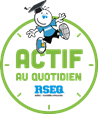 ACTIF
AU QUOTIDIEN
RSEQ